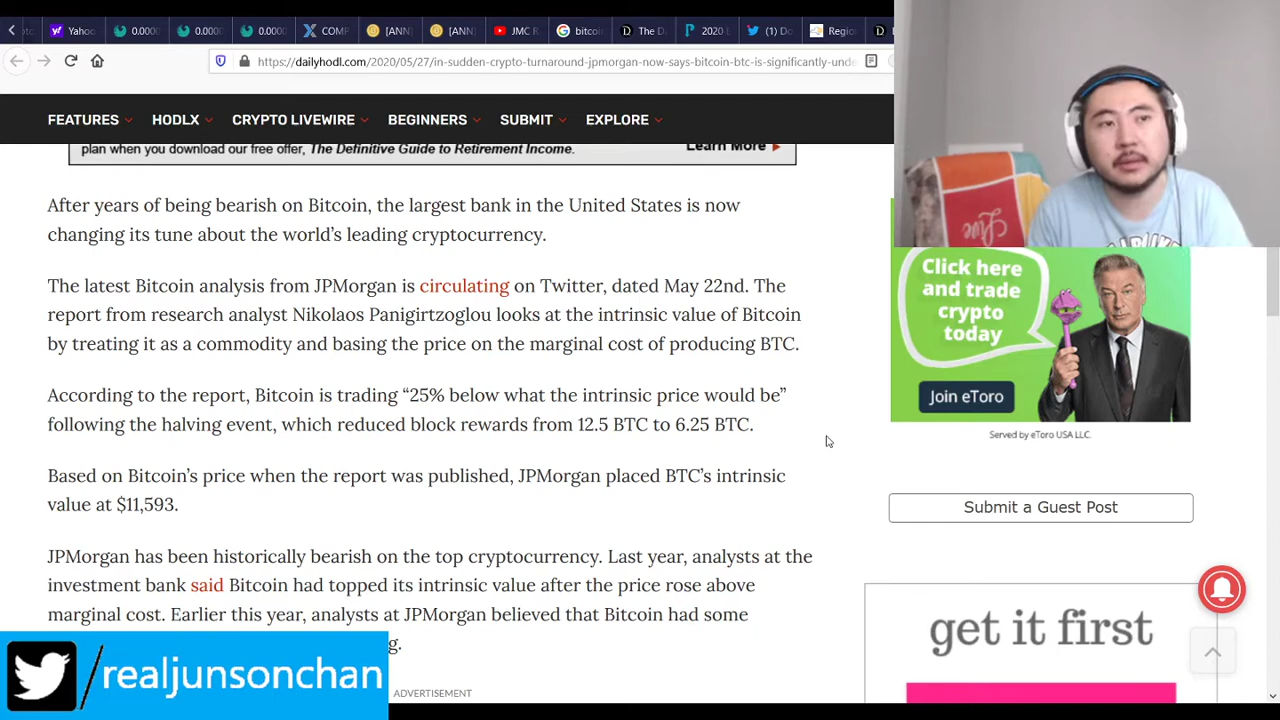 Yahoo
0.0000
0.0000
0.0000
COMP
[ANN]
[ANN]
JMC R
bitcoi
The D
2020 E
(1) Do
Region
https://dailyhodl.com/2020/05/27/in-sudden-crypto-turnaround-jpmorgan-now-says-bitcoin-btc-is-significantly-unde
FEATURES HODLX CRYPTO LIVEWIRE BEGINNERS SUBMIT EXPLORE
plan when you download our free offer, The Definitive Guide to Retirement Income.
Learn More
After years of being bearish on Bitcoin, the largest bank in the United States is now
changing its tune about the world's leading cryptocurrency.
The latest Bitcoin analysis from JPMorgan is circulating on Twitter, dated May 22nd. The
report from research analyst Nikolaos Panigirtzoglou looks at the intrinsic value of Bitcoin
by treating it as a commodity and basing the price on the marginal cost of producing BTC.
According to the report, Bitcoin is trading “25% below what the intrinsic price would be”
following the halving event, which reduced block rewards from 12.5 BTC to 6.25 BTC.
Based on Bitcoin's price when the report was published, JPMorgan placed BTC's intrinsic
value at $11,593.
JPMorgan has been historically bearish on the top cryptocurrency. Last year, analysts at the
investment bank said Bitcoin had topped its intrinsic value after the price rose above
marginal cost. Earlier this year, analysts at JPMorgan believed that Bitcoin had some
g.
ADVERTISEMENT
/realjunsonchan
Click here
and trade
crypto
today
Join eToro
Served by eToro USA LLC.
Submit a Guest Post
get it first